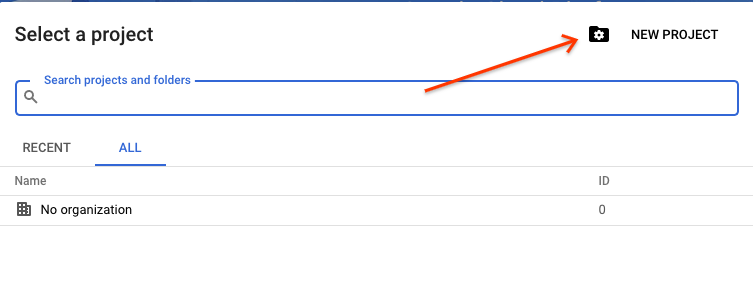 Select a project
NEW PROJECT
Search projects and folders
RECENT
ALL
Name
ID
No organization
0